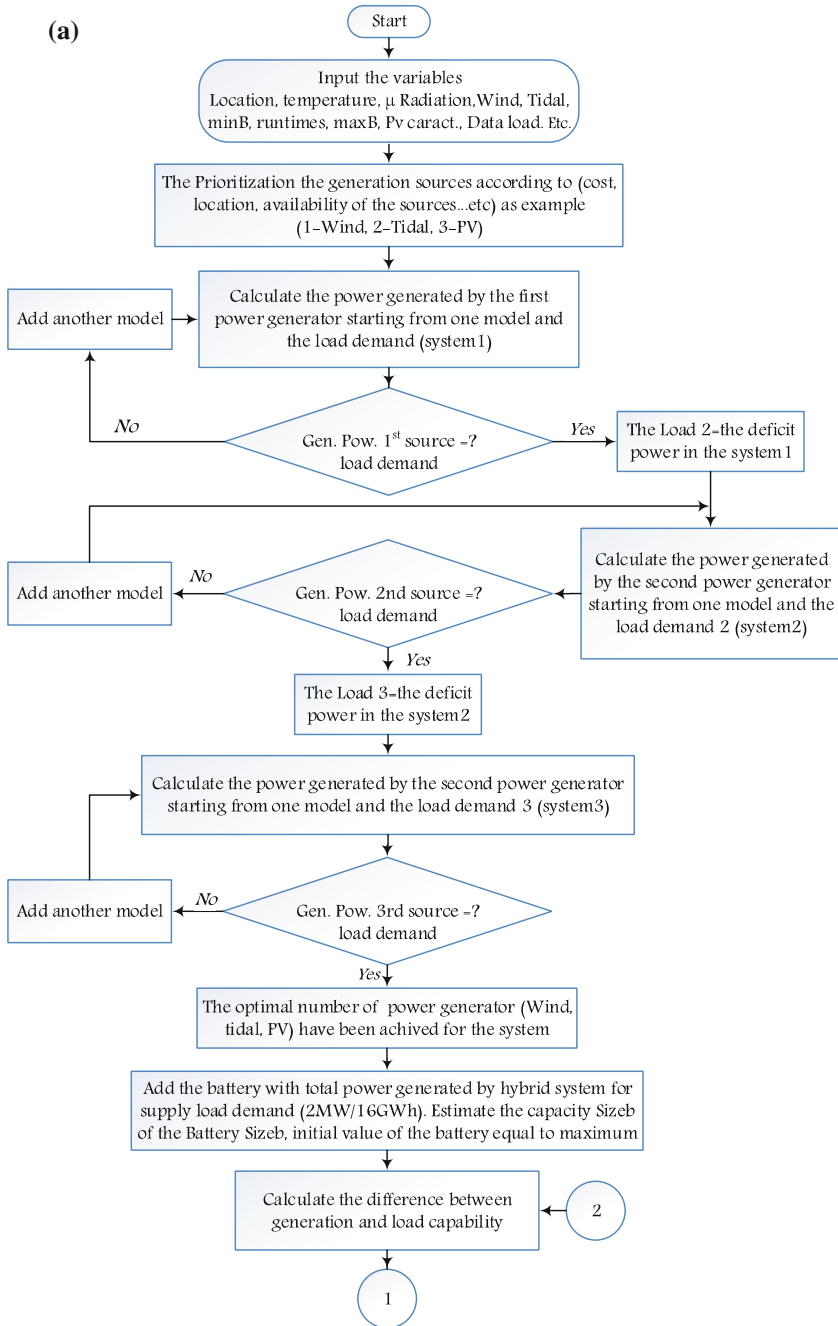 (a)
Start
Input the variables
Location, temperature, µ Radiation,Wind, Tidal,
minB, runtimes, maxB, Pv caract., Data load. Etc.
The Prioritization the generation sources according to (cost,
location, availability of the sources...etc) as example
(1-Wind, 2-Tidal, 3-PV)
Add another model
Calculate the power generated by the first
power generator starting from one model and
the load demand (system1)
No
Gen. Pow. 1st source =?
load demand
Yes
The Load 2=the deficit
power in the system1
Add another model
No
Gen. Pow. 2nd source =?
load demand
Calculate the power generated
by the second power generator
starting from one model and the
load demand 2 (system2)
Yes
The Load 3=the deficit
power in the system2
Calculate the power generated by the second power generator
starting from one model and the load demand 3 (system3)
Add another model
No
Gen. Pow. 3rd source =?
load demand
Yes
The optimal number of power generator (Wind,
tidal, PV) have been achived for the system
Add the battery with total power generated by hybrid system for
supply load demand (2MW/16GWh). Estimate the capacity Sizeb
of the Battery Sizeb, initial value of the battery equal to maximum
Calculate the difference between
generation and load capability
2
1